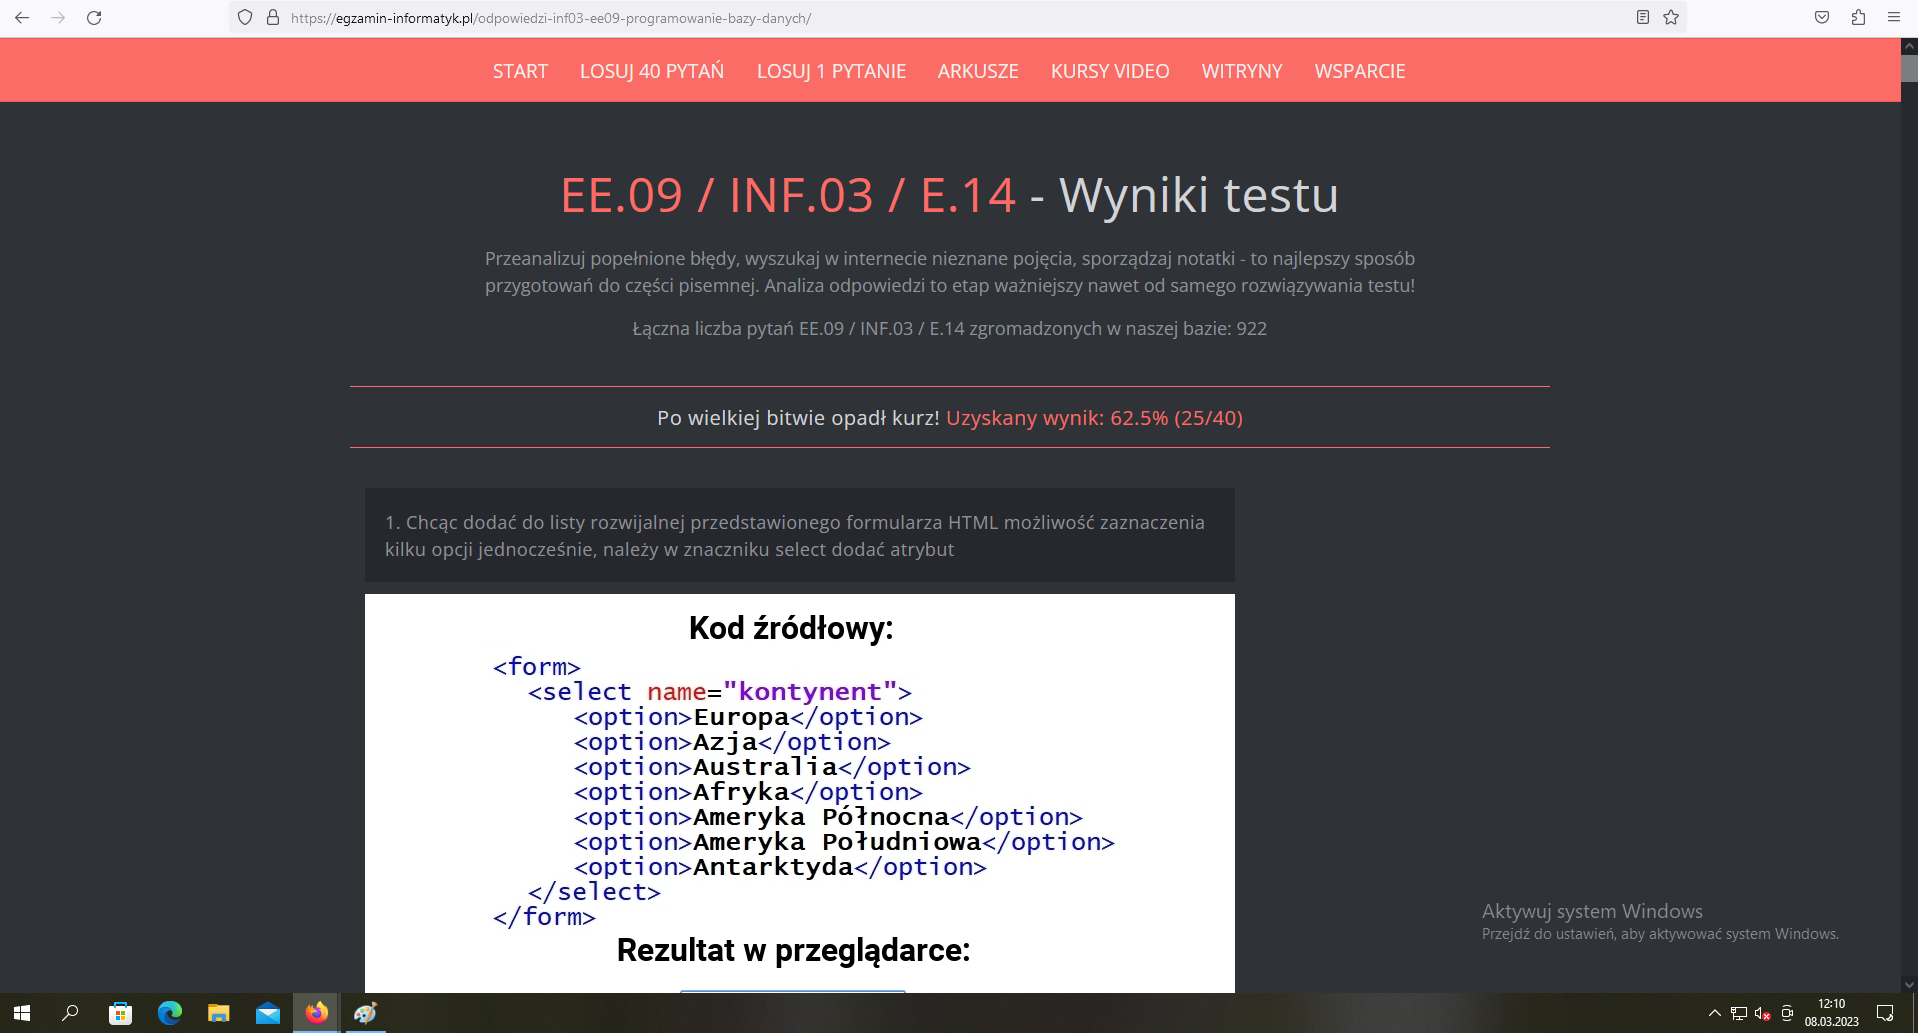 https://egzamin-informatyk.pl/odpowiedzi-inf03-ee09-programowanie-bazy-danych/
START LOSUJ 40 PYTAŃ LOSUJ 1 PYTANIE ARKUSZE KURSY VIDEO WITRYNY WSPARCIE
EE.09 / INF.03 / E.14 - Wyniki testu
Przeanalizuj popełnione błędy, wyszukaj w internecie nieznane pojęcia, sporządzaj notatki - to najlepszy sposób
przygotowań do części pisemnej. Analiza odpowiedzi to etap ważniejszy nawet od samego rozwiązywania testu!
Łączna liczba pytań EE.09 / INF.03 / E.14 zgromadzonych w naszej bazie: 922
Po wielkiej bitwie opadł kurz! Uzyskany wynik: 62.5% (25/40)
1. Chcąc dodać do listy rozwijalnej przedstawionego formularza HTML możliwość zaznaczenia
kilku opcji jednocześnie, należy w znaczniku select dodać atrybut
Kod źródłowy:
<form>
<select name="kontynent">
<option>Europa</option>
<option>Azja</option>
<option>Australia</option>
<option>Afryka</option>
<option>Ameryka Północna</option>
<option>Ameryka Południowa</option>
<option>Antarktyda</option>
</select>
</form>
Rezultat w przeglądarce:
Aktywuj system Windows
Przejdź do ustawień, aby aktywować system Windows.
12:10
08.03.2023